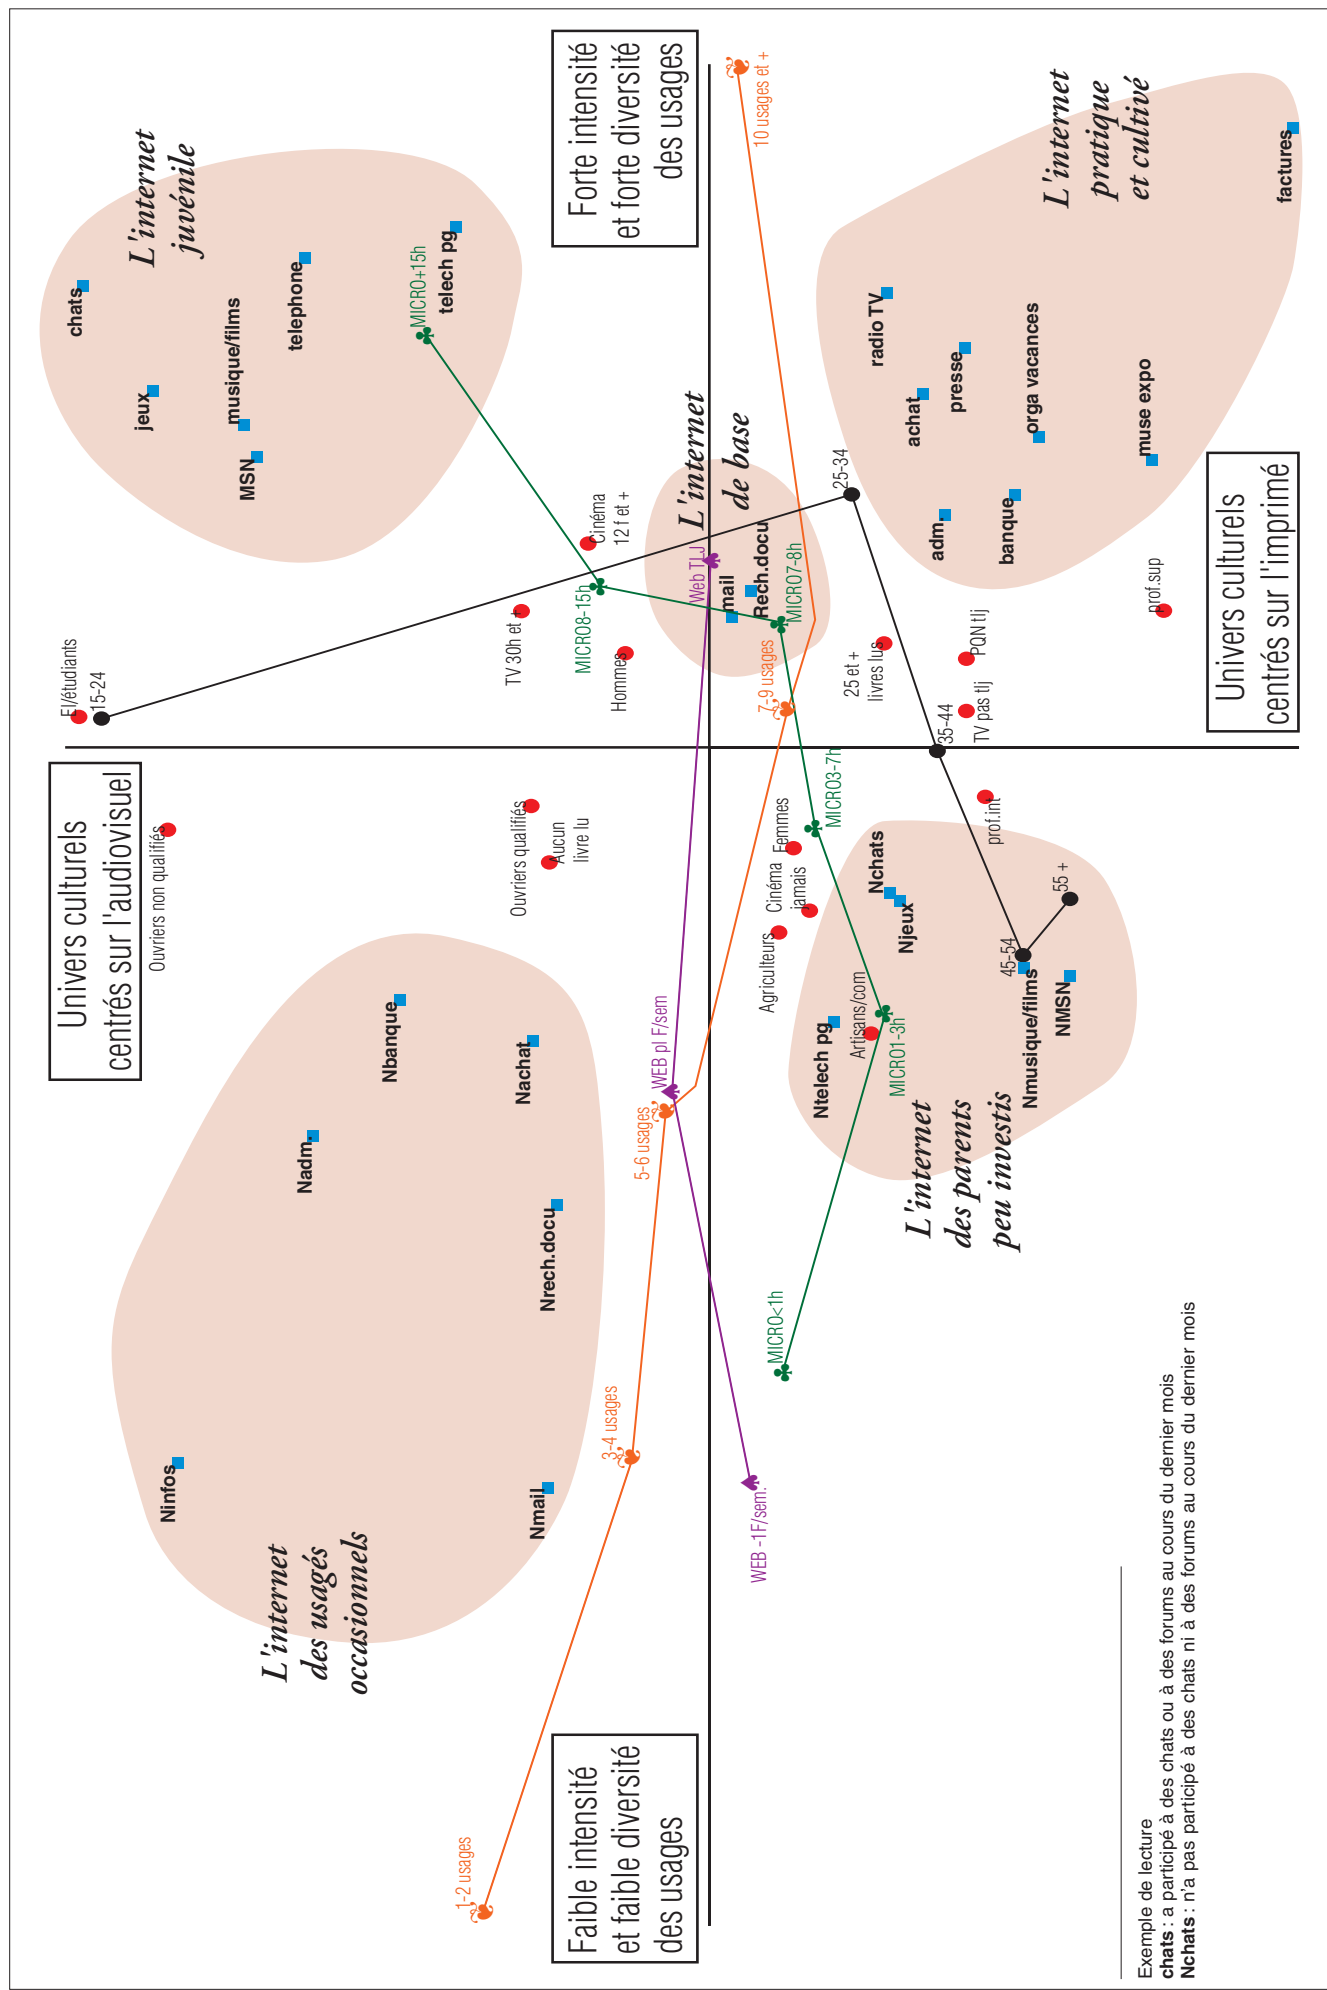 Univers culturels
centrés sur l'audiovisuel
El/étudiants
15-24
Ouvriers non qualifiés
chats
L'internet
juvénile
jeux
musique/films
MSN
telephone
MICRO+15h
telech pg
Ninfos
Nadm.
Nbanque
L'internet
des usagés
occasionnels
Nachat
Nrech.docu
Nmail
Ouvriers qualifiés
Aucun
livre lu
TV 30h et +
MICRO8-15h
Cinéma
12 f et +
Hommes
1-2 usages
3-4 usages
5-6 usages
WEB pl F/sem
Web TLJ
L'internet
de base
Faible intensité
et faible diversité
des usages
Forte intensité
et forte diversité
des usages
mail
Rech.docu
MICRO7-8h
7-9 usages
10 usages et +
WEB -1F/sem.
MICRO<1h
Agriculteurs
Cinéma
jamais
Femmes
MICRO3-7h
Ntelech pg
Artisans/com
MICRO1-3h
Nchats
Njeux
25 et +
livres lus
25-34
35-44
radio TV
achat
presse
adm.
L'internet
des parents
peu investis
45-54
Nmusique/films
NMSN
55 +
prof.int
TV pas tlj
PQN tlj
banque
orga vacances
L'internet
pratique
et cultivé
muse expo
prof.sup
factures
Univers culturels
centrés sur l'imprimé
Exemple de lecture
chats : a participé à des chats ou à des forums au cours du dernier mois
Nchats : n'a pas participé à des chats ni à des forums au cours du dernier mois